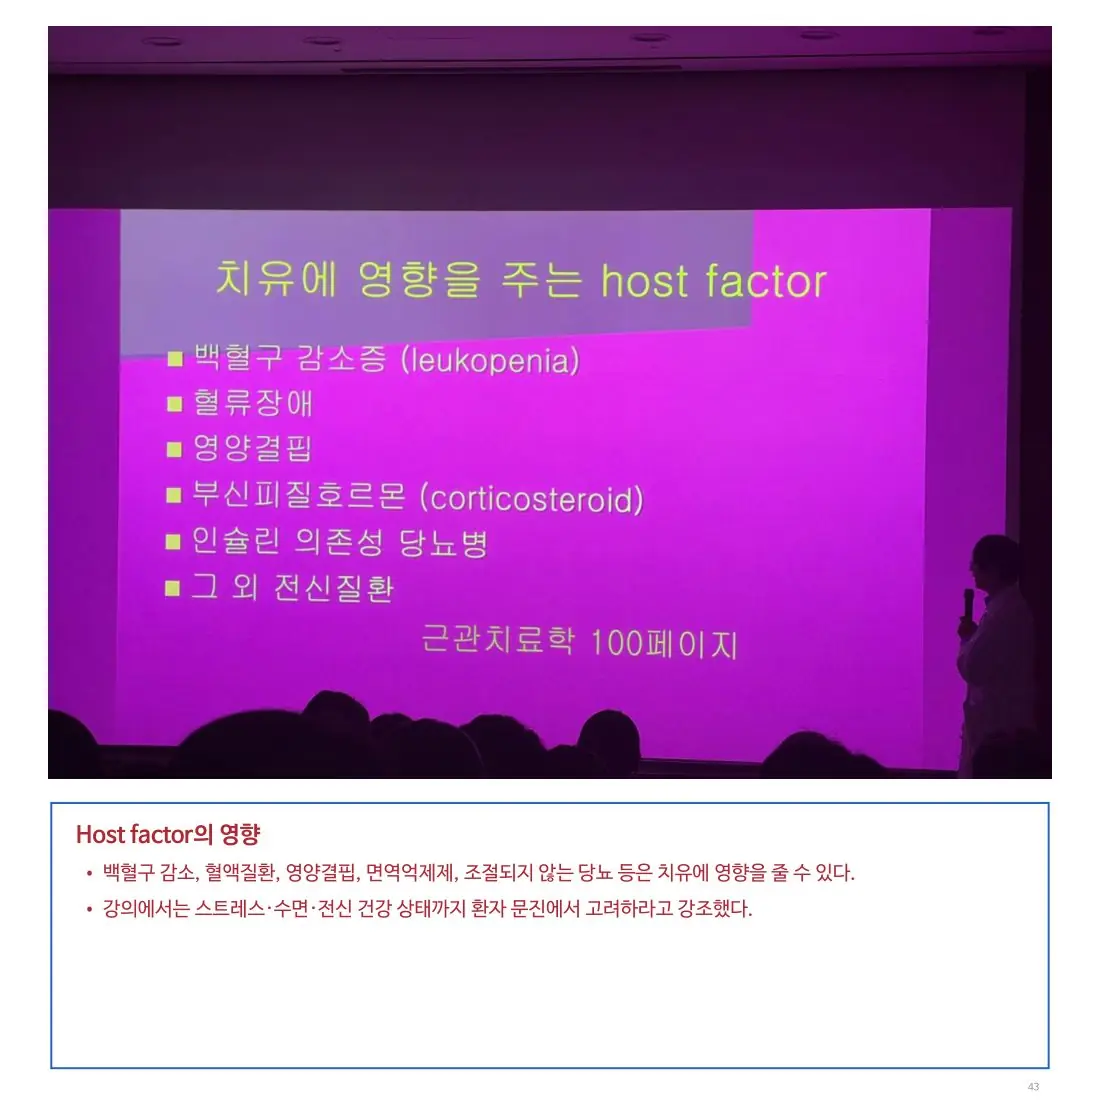 치유에 영향을 주는 host factor
■ 백혈구 감소증 (leukopenia)
■ 혈류장애
■ 영양결핍
■ 부신피질호르몬 (corticosteroid)
■ 인슐린 의존성 당뇨병
■ 그 외 전신질환
근관치료학 100페이지
Host factor의 영향
• 백혈구 감소, 혈액질환, 영양결핍, 면역억제제, 조절되지 않는 당뇨 등은 치유에 영향을 줄 수 있다.
• 강의에서는 스트레스·수면·전신 건강 상태까지 환자 문진에서 고려하라고 강조했다.
43